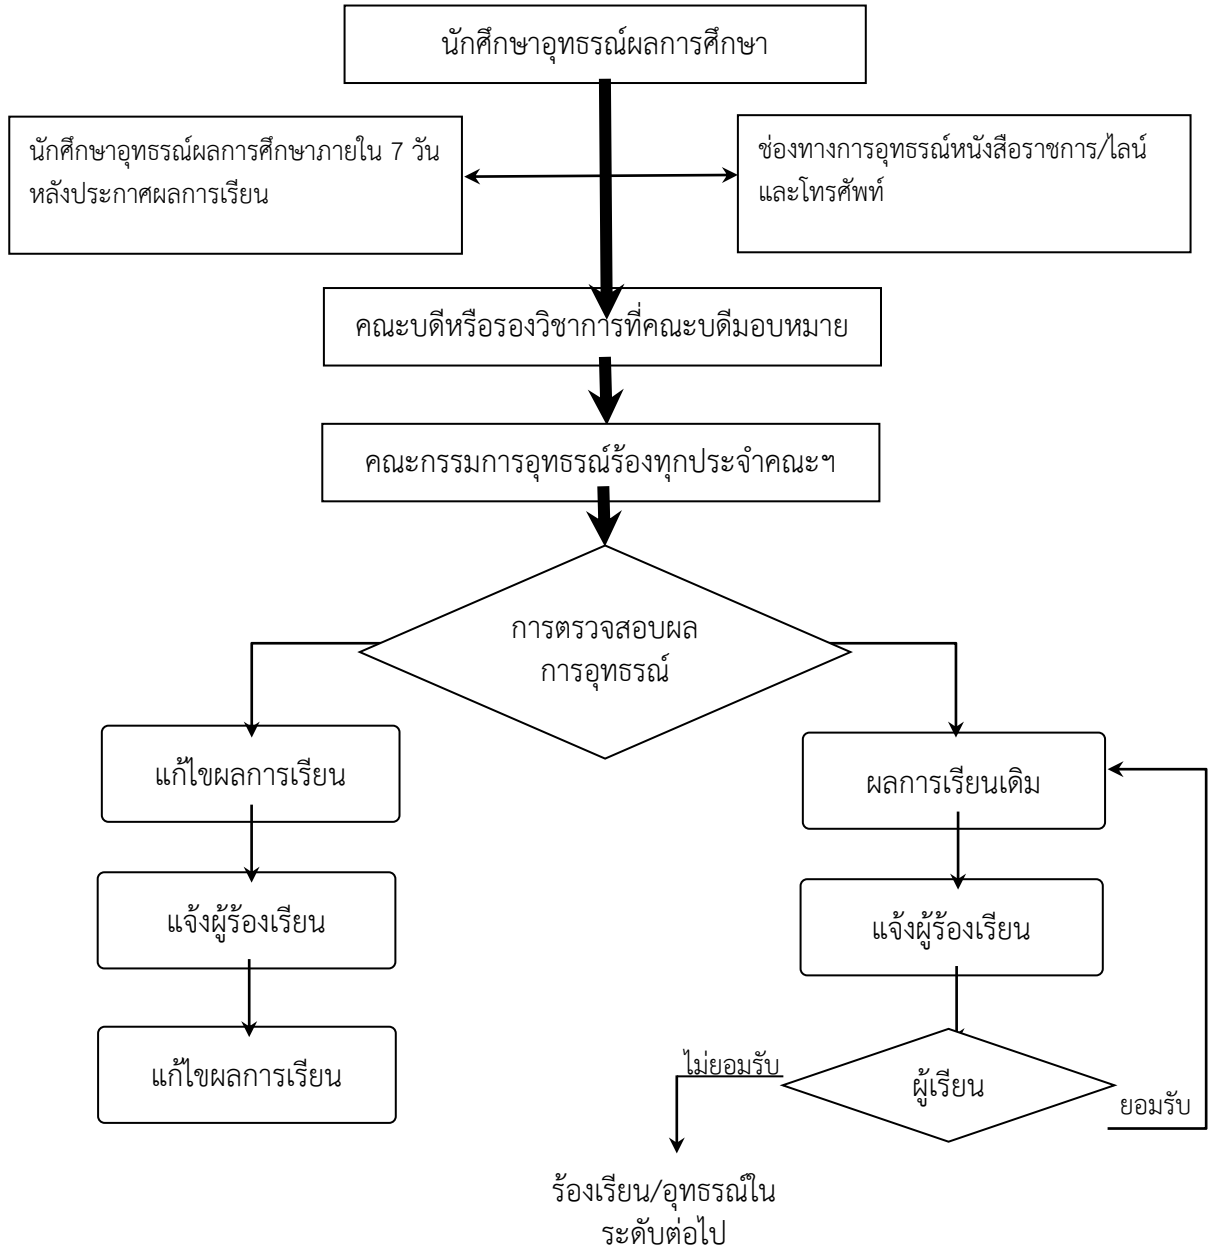 นักศึกษาอุทธรณ์ผลการศึกษา
นักศึกษาอุทธรณ์ผลการศึกษาภายใน 7 วัน
หลังประกาศผลการเรียน
ช่องทางการอุทธรณ์หนังสือราชการ/ไลน์
และโทรศัพท์
คณะบดีหรือรองวิชาการที่คณะบดีมอบหมาย
คณะกรรมการอุทธรณ์ร้องทุกประจำคณะฯ
การตรวจสอบผล
การอุทธรณ์
แก้ไขผลการเรียน
ผลการเรียนเดิม
แจ้งผู้ร้องเรียน
แจ้งผู้ร้องเรียน
แก้ไขผลการเรียน
ไม่ยอมรับ
ผู้เรียน
ยอมรับ
ร้องเรียน/อุทธรณ์ใน
ระดับต่อไป